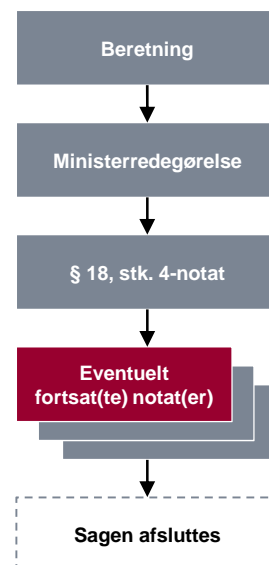 Beretning
Ministerredegørelse
§ 18, stk. 4-notat
Eventuelt
fortsat(te) notat(er)
Sagen afsluttes